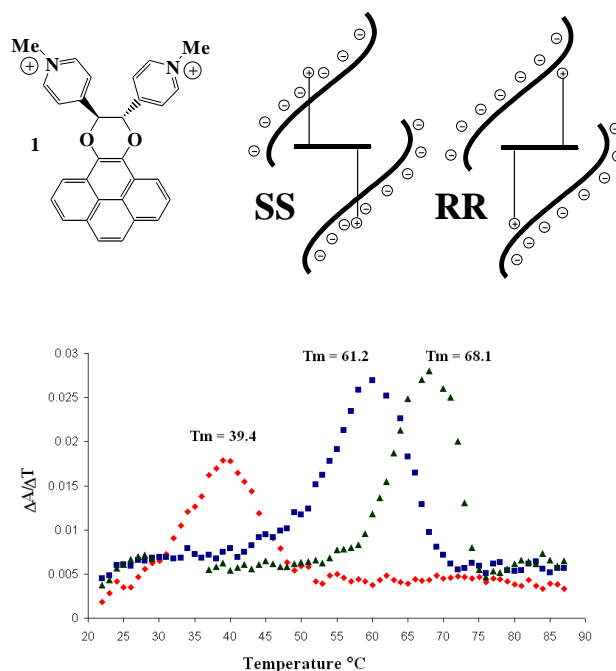 Me
N
+
Me
N
+
1
O
O
SS
RR
Tm = 61.2
Tm = 68.1
Tm = 39.4
ΔA/ΔT
0.03
0.025
0.02
0.015
0.01
0.005
0
20 25 30 35 40 45 50 55 60 65 70 75 80 85 90
Temperature °C